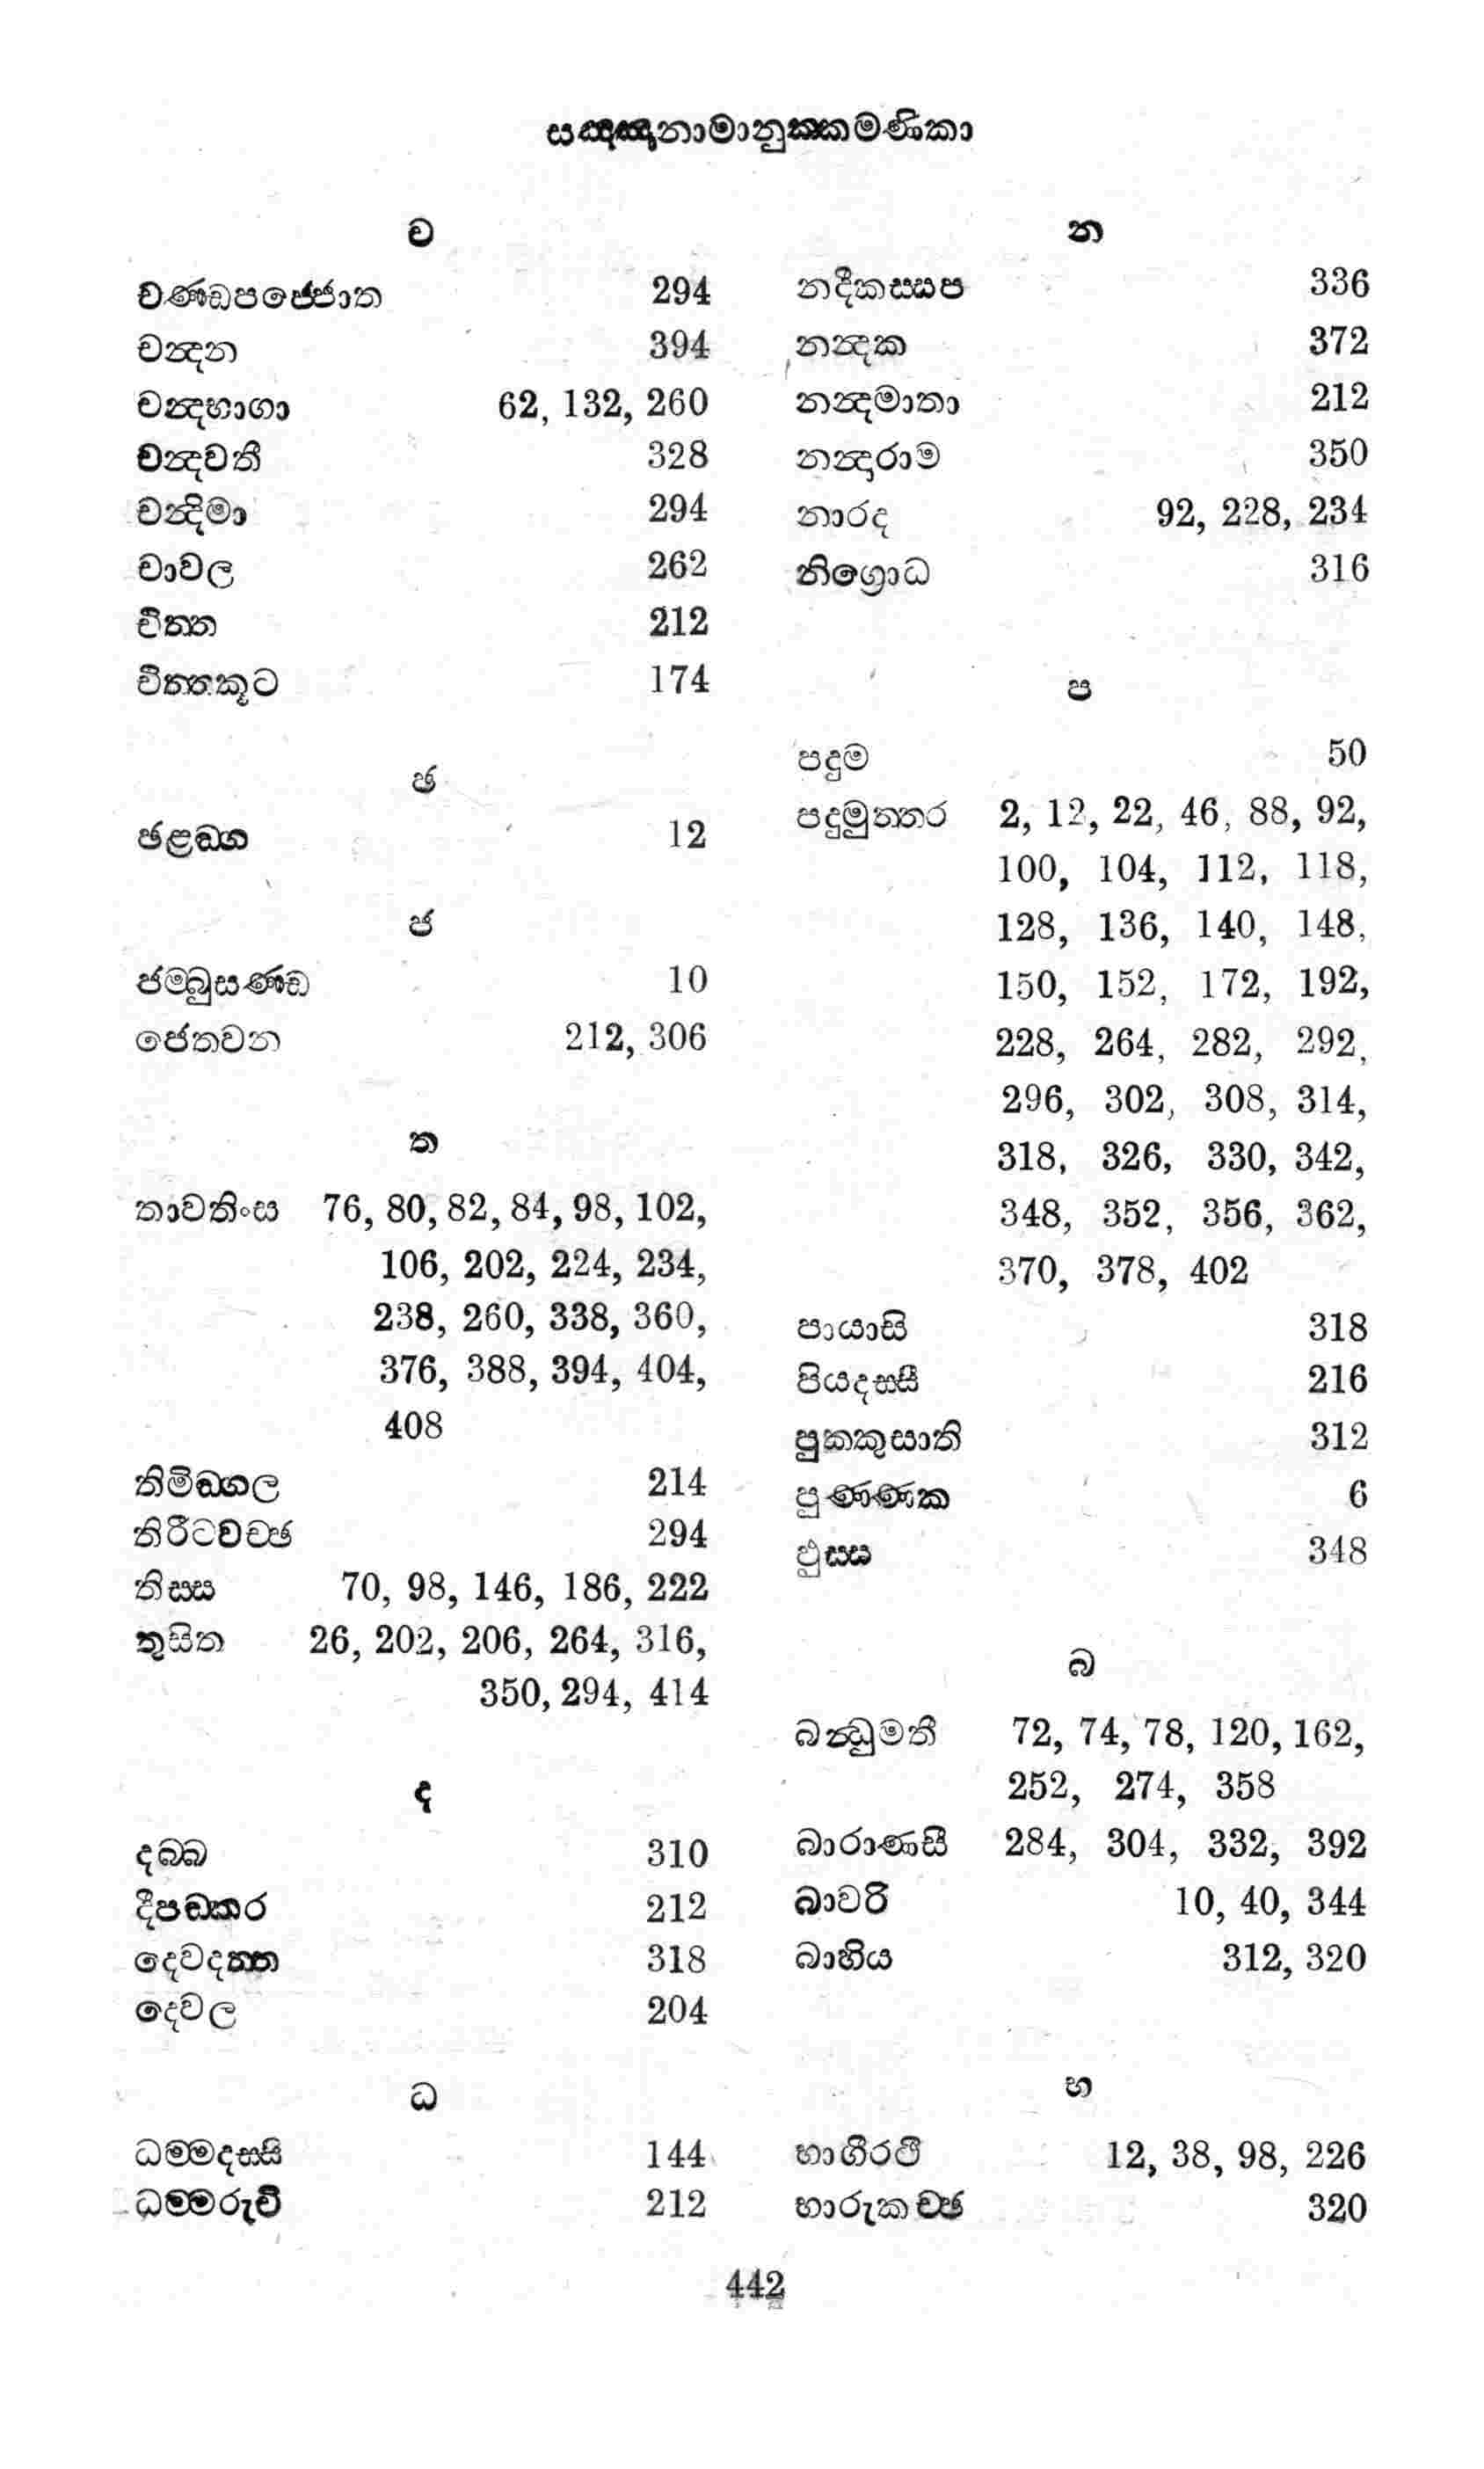 සඤ්ඤානාමානුක්කමණිකා
ච
චණ්ඩපජ්ජොත 294
චන්දන 394
චන්දභාගා 62, 132, 260
චන්දවතී 328
චන්දිමා 294
චාවල 262
චිත්ත 212
චිත්තකූට 174
ඡ
ඡළඞ්ග 12
ජ
ජම්බුසණ්ඩ 10
ජෙතවන 212, 306
ත
තාවතිංස 76, 80, 82, 84, 98, 102,
106, 202, 224, 234,
238, 260, 338, 360,
376, 388, 394, 404,
408
තිමිඞ්ගල 214
තිරීටවච්ඡ 294
තිස්ස 70, 98, 146, 186, 222
තුසිත 26, 202, 206, 264, 316,
350, 294, 414
ද
දබ්බ 310
දීපඞ්කර 212
දෙවදත්ත 318
දෙවල 204
ධ
ධම්මදස්සි 144
ධම්මරුචි 212
න
නදීකස්සප 336
නන්දක 372
නන්දමාතා 212
නන්දාරාම 350
නාරද 92, 228, 234
නිග්‍රොධ 316
ප
පදුම 50
පදුමුත්තර 2, 12, 22, 46, 88, 92,
100, 104, 112, 118,
128, 136, 140, 148,
150, 152, 172, 192,
228, 264, 282, 292,
296, 302, 308, 314,
318, 326, 330, 342,
348, 352, 356, 362,
370, 378, 402
පායාසි 318
පියදස්සී 216
පුක්කුසාති 312
පුණ්ණක 6
ඵුස්ස 348
බ
බන්ධුමතී 72, 74, 78, 120, 162,
252, 274, 358
බාරාණසී 284, 304, 332, 392
බාවරි 10, 40, 344
බාහිය 312, 320
භ
භාගීරථී 12, 38, 98, 226
භාරුකච්ඡ 320
442